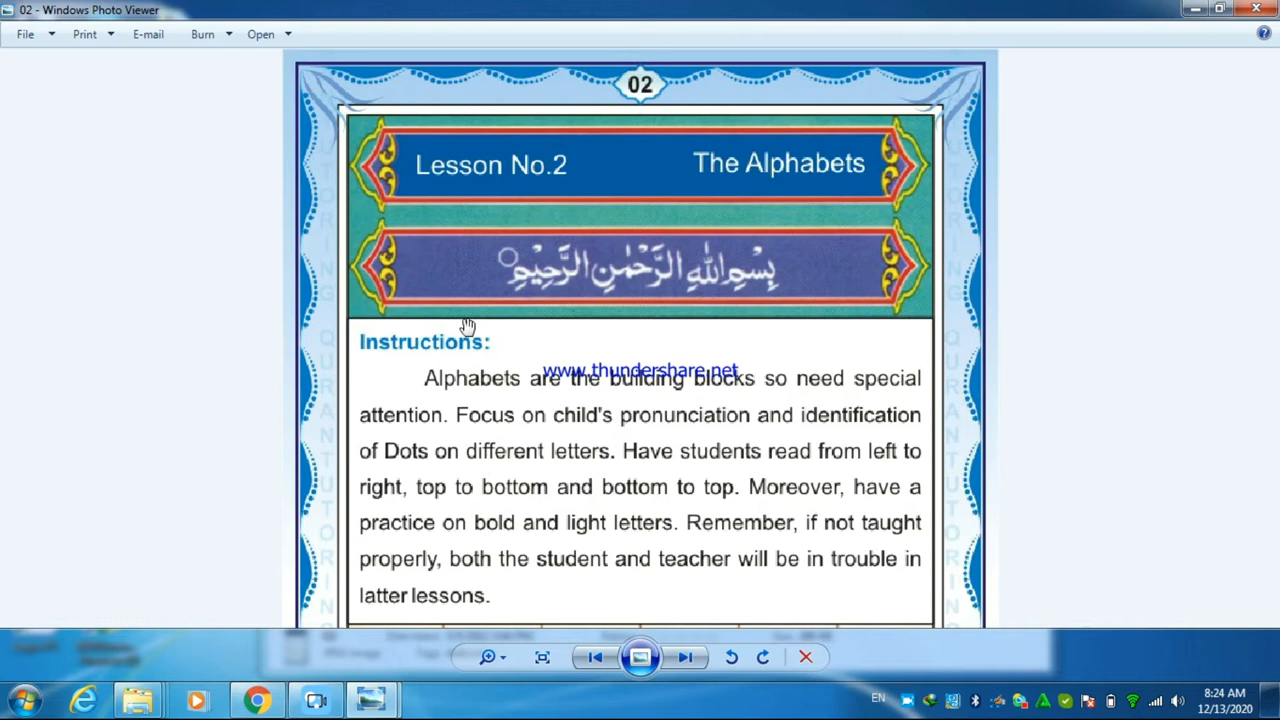 02 - Windows Photo Viewer
File Print E-mail Burn Open
02
Lesson No.2 The Alphabets
بِسْمِ اللهِ الرَّحْمٰنِ الرَّحِيْمِ
Instructions:
www.thundershare.net
Alphabets are the building blocks so need special
attention. Focus on child's pronunciation and identification
of Dots on different letters. Have students read from left to
right, top to bottom and bottom to top. Moreover, have a
practice on bold and light letters. Remember, if not taught
properly, both the student and teacher will be in trouble in
latter lessons.
EN
8:24 AM
12/13/2020